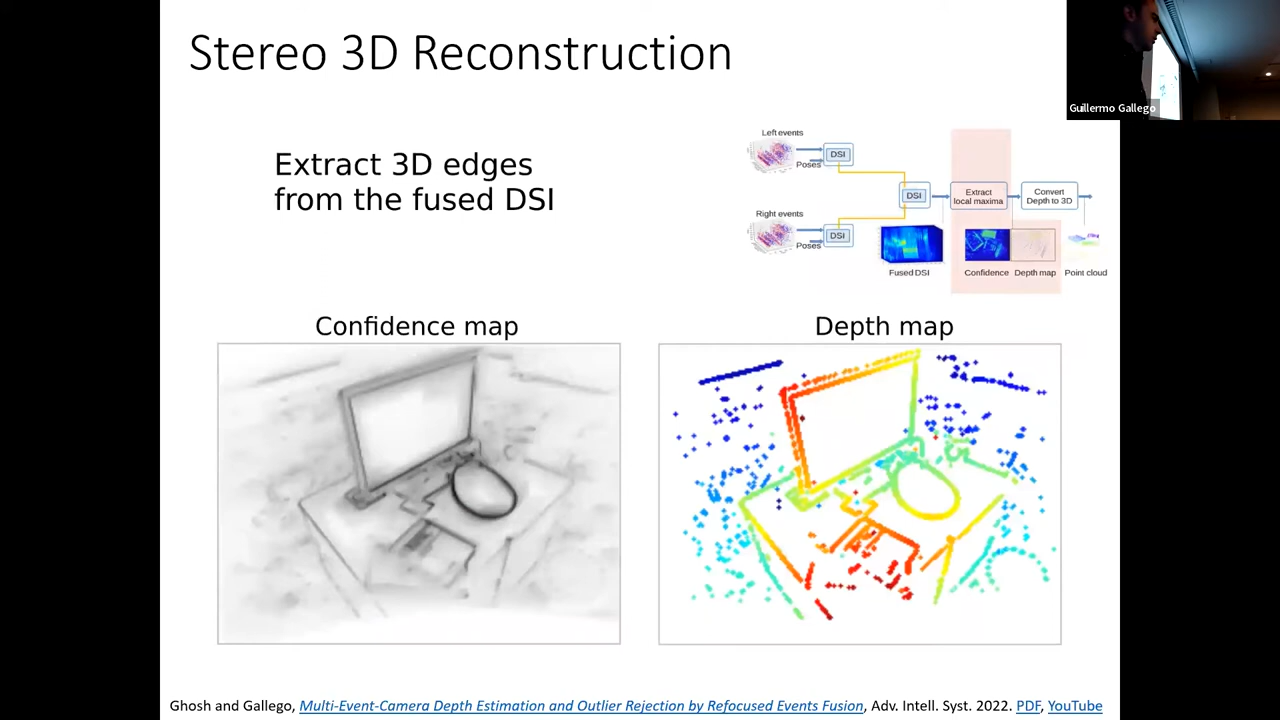 Stereo 3D Reconstruction
Guillermo Gallego
Extract 3D edges
from the fused DSI
Left events
Poses
DSI
Right events
Poses
DSI
DSI
Extract
local maxima
Convert
Depth to 3D
Fused DSI
Confidence
Depth map
Point cloud
Confidence map
Depth map
Ghosh and Gallego, Multi-Event-Camera Depth Estimation and Outlier Rejection by Refocused Events Fusion, Adv. Intell. Syst. 2022. PDF, YouTube